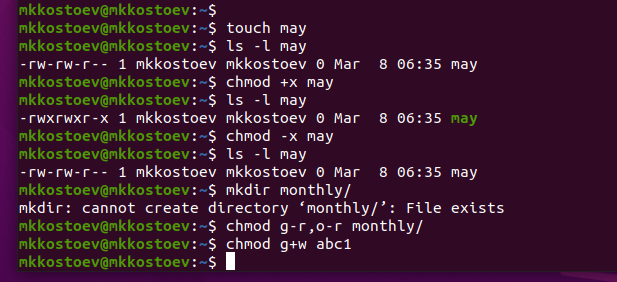 mkkostoev@mkkostoev:~$
mkkostoev@mkkostoev:~$ touch may
mkkostoev@mkkostoev:~$ ls -l may
-rw-rw-r-- 1 mkkostoev mkkostoev 0 Mar  8 06:35 may
mkkostoev@mkkostoev:~$ chmod +x may
mkkostoev@mkkostoev:~$ ls -l may
-rwxrwxr-x 1 mkkostoev mkkostoev 0 Mar  8 06:35 may
mkkostoev@mkkostoev:~$ chmod -x may
mkkostoev@mkkostoev:~$ ls -l may
-rw-rw-r-- 1 mkkostoev mkkostoev 0 Mar  8 06:35 may
mkkostoev@mkkostoev:~$ mkdir monthly/
mkdir: cannot create directory ‘monthly/’: File exists
mkkostoev@mkkostoev:~$ chmod g-r,o-r monthly/
mkkostoev@mkkostoev:~$ chmod g+w abc1
mkkostoev@mkkostoev:~$